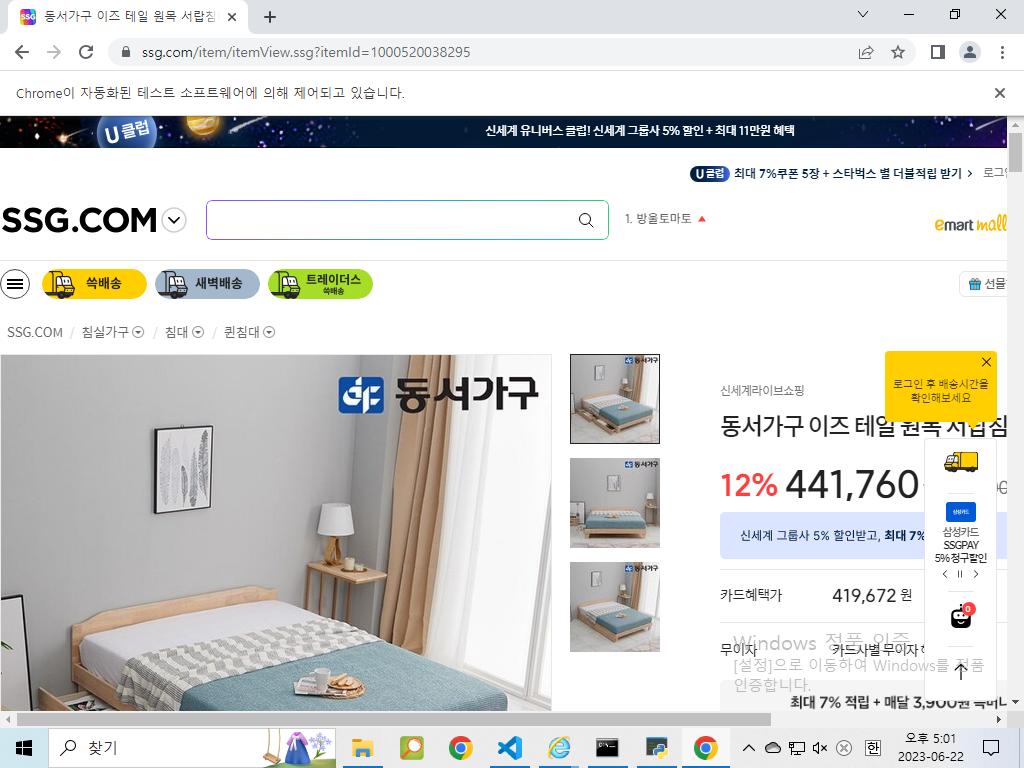 동서가구 이즈 테일 원목 서랍침
ssg.com/item/itemView.ssg?itemId=1000520038295
Chrome이 자동화된 테스트 소프트웨어에 의해 제어되고 있습니다.
U 클럽
신세계 유니버스 클럽! 신세계 그룹사 5% 할인 + 최대 11만원 혜택
U 클럽 최대 7%쿠폰 5장 + 스타벅스 별 더블적립 받기 >
로그인
SSG.COM
1. 방울토마토
emart mall
쓱배송
새벽배송
트레이더스
쓱배송
선물
SSG.COM / 침실가구 / 침대 / 퀸침대
동서가구
로그인 후 배송시간을
확인해보세요
신세계라이브쇼핑
동서가구 이즈 테일 원목 서랍침
12% 441,760
신세계 그룹사 5% 할인받고, 최대 7%
삼성카드
삼성카드
SSGPAY
5% 청구할인
카드혜택가 419,672 원
0
무이자 카드사별 무이자
최대 7% 적립 + 매달 3,900원
Windows 정품 인증
[설정]으로 이동하여 Windows를 정품
인증합니다.
찾기
한
오후 5:01
2023-06-22